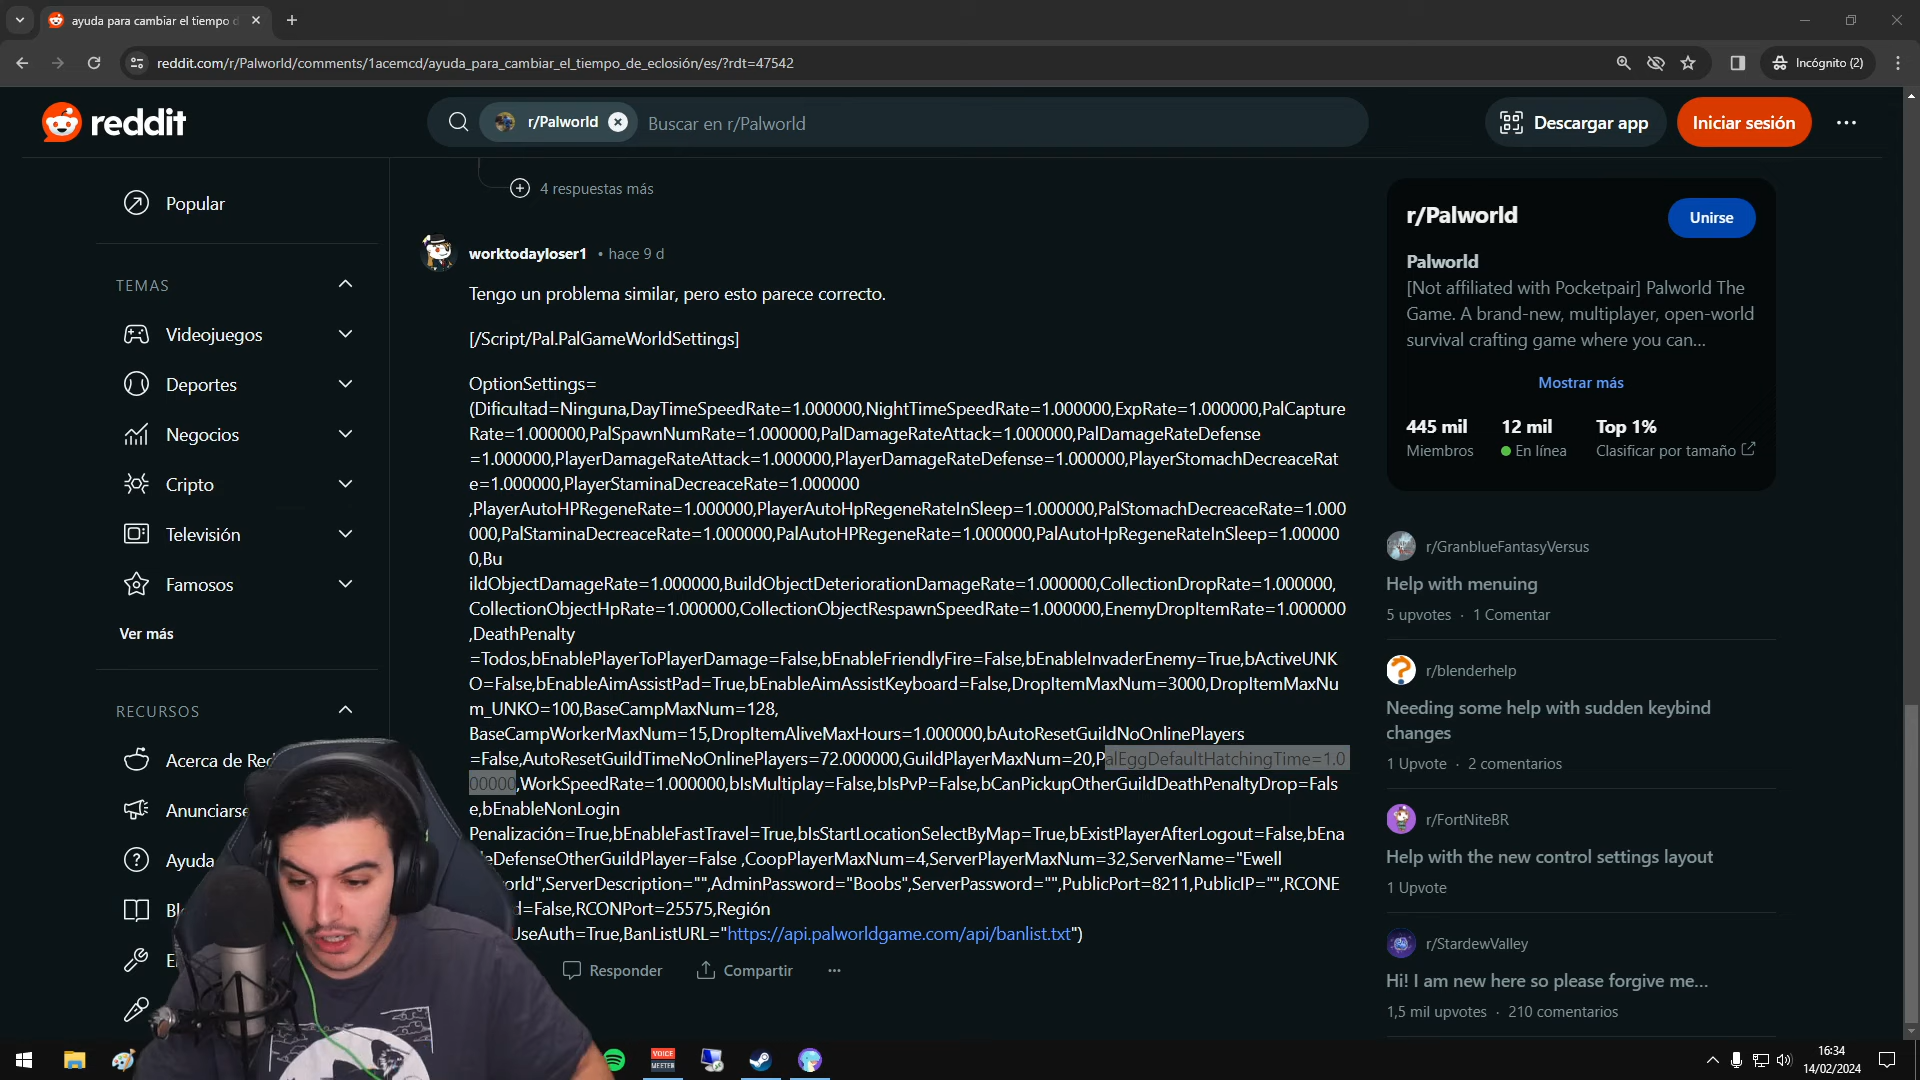 ayuda para cambiar el tiempo d
reddit.com/r/Palworld/comments/1acemcd/ayuda_para_cambiar_el_tiempo_de_eclosión/es/?rdt=47542
Incógnito (2)
reddit
r/Palworld
Buscar en r/Palworld
Descargar app
Iniciar sesión
Popular
TEMAS
Videojuegos
Deportes
Negocios
Cripto
Televisión
Famosos
Ver más
RECURSOS
Acerca de Red
Anunciarse
Ayuda
4 respuestas más
worktodayloser1 • hace 9 d
Tengo un problema similar, pero esto parece correcto.
[/Script/Pal.PalGameWorldSettings]
OptionSettings=
(Dificultad=Ninguna,DayTimeSpeedRate=1.000000,NightTimeSpeedRate=1.000000,ExpRate=1.000000,PalCapture
Rate=1.000000,PalSpawnNumRate=1.000000,PalDamageRateAttack=1.000000,PalDamageRateDefense
=1.000000,PlayerDamageRateAttack=1.000000,PlayerDamageRateDefense=1.000000,PlayerStomachDecreaceRat
e=1.000000,PlayerStaminaDecreaceRate=1.000000
,PlayerAutoHPRegeneRate=1.000000,PlayerAutoHpRegeneRateInSleep=1.000000,PalStomachDecreaceRate=1.000
000,PalStaminaDecreaceRate=1.000000,PalAutoHPRegeneRate=1.000000,PalAutoHpRegeneRateInSleep=1.00000
0,Bu
ildObjectDamageRate=1.000000,BuildObjectDeteriorationDamageRate=1.000000,CollectionDropRate=1.000000,
CollectionObjectHpRate=1.000000,CollectionObjectRespawnSpeedRate=1.000000,EnemyDropItemRate=1.000000
,DeathPenalty
=Todos,bEnablePlayerToPlayerDamage=False,bEnableFriendlyFire=False,bEnableInvaderEnemy=True,bActiveUNK
O=False,bEnableAimAssistPad=True,bEnableAimAssistKeyboard=False,DropItemMaxNum=3000,DropItemMaxNu
m_UNKO=100,BaseCampMaxNum=128,
BaseCampWorkerMaxNum=15,DropItemAliveMaxHours=1.000000,bAutoResetGuildNoOnlinePlayers
=False,AutoResetGuildTimeNoOnlinePlayers=72.000000,GuildPlayerMaxNum=20,PalEggDefaultHatchingTime=1.0
00000,WorkSpeedRate=1.000000,bIsMultiplay=False,bIsPvP=False,bCanPickupOtherGuildDeathPenaltyDrop=Fals
e,bEnableNonLogin
Penalización=True,bEnableFastTravel=True,bIsStartLocationSelectByMap=True,bExistPlayerAfterLogout=False,bEna
leDefenseOtherGuildPlayer=False ,CoopPlayerMaxNum=4,ServerPlayerMaxNum=32,ServerName="Ewell
orld",ServerDescription="",AdminPassword="Boobs",ServerPassword="",PublicPort=8211,PublicIP="",RCONE
d=False,RCONPort=25575,Región
UseAuth=True,BanListURL="https://api.palworldgame.com/api/banlist.txt")
Responder
Compartir
r/Palworld
Unirse
Palworld
[Not affiliated with Pocketpair] Palworld The
Game. A brand-new, multiplayer, open-world
survival crafting game where you can...
Mostrar más
445 mil
Miembros
12 mil
En línea
Top 1%
Clasificar por tamaño
r/GranblueFantasyVersus
Help with menuing
5 upvotes · 1 Comentar
r/blenderhelp
Needing some help with sudden keybind
changes
1 Upvote · 2 comentarios
r/FortNiteBR
Help with the new control settings layout
1 Upvote
r/StardewValley
Hi! I am new here so please forgive me...
1,5 mil upvotes · 210 comentarios
VOICE
MEETER
16:34
14/02/2024